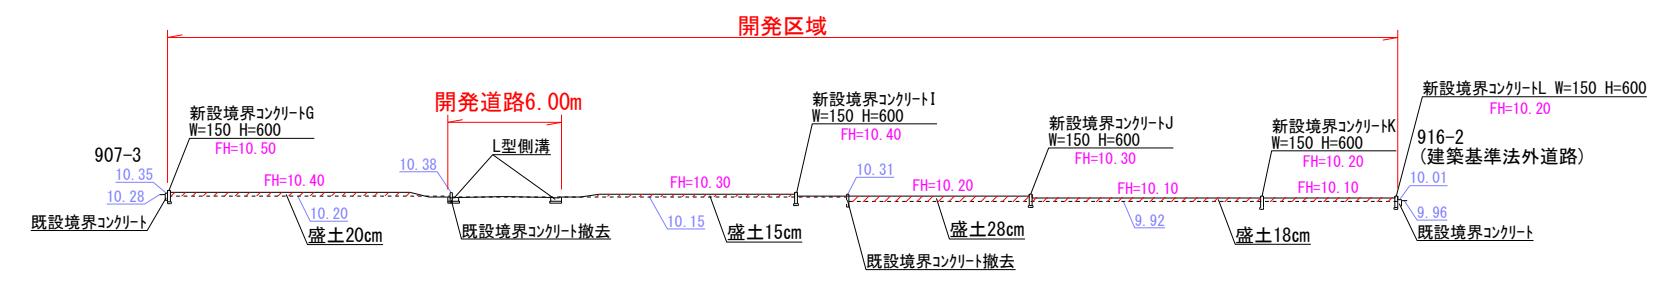 開発区域
開発道路6.00m
新設境界コンクリートG
W=150 H=600
FH=10.50
新設境界コンクリートI
W=150 H=600
FH=10.40
新設境界コンクリートJ
W=150 H=600
FH=10.30
新設境界コンクリートK
W=150 H=600
FH=10.20
新設境界コンクリートL W=150 H=600
FH=10.20
907-3
10.35
10.28
既設境界コンクリート
FH=10.40
10.20
盛土20cm
10.38
L型側溝
既設境界コンクリート撤去
FH=10.30
10.15
盛土15cm
10.31
既設境界コンクリート撤去
FH=10.20
盛土28cm
FH=10.10
9.92
盛土18cm
FH=10.10
916-2
(建築基準法外道路)
10.01
9.96
既設境界コンクリート